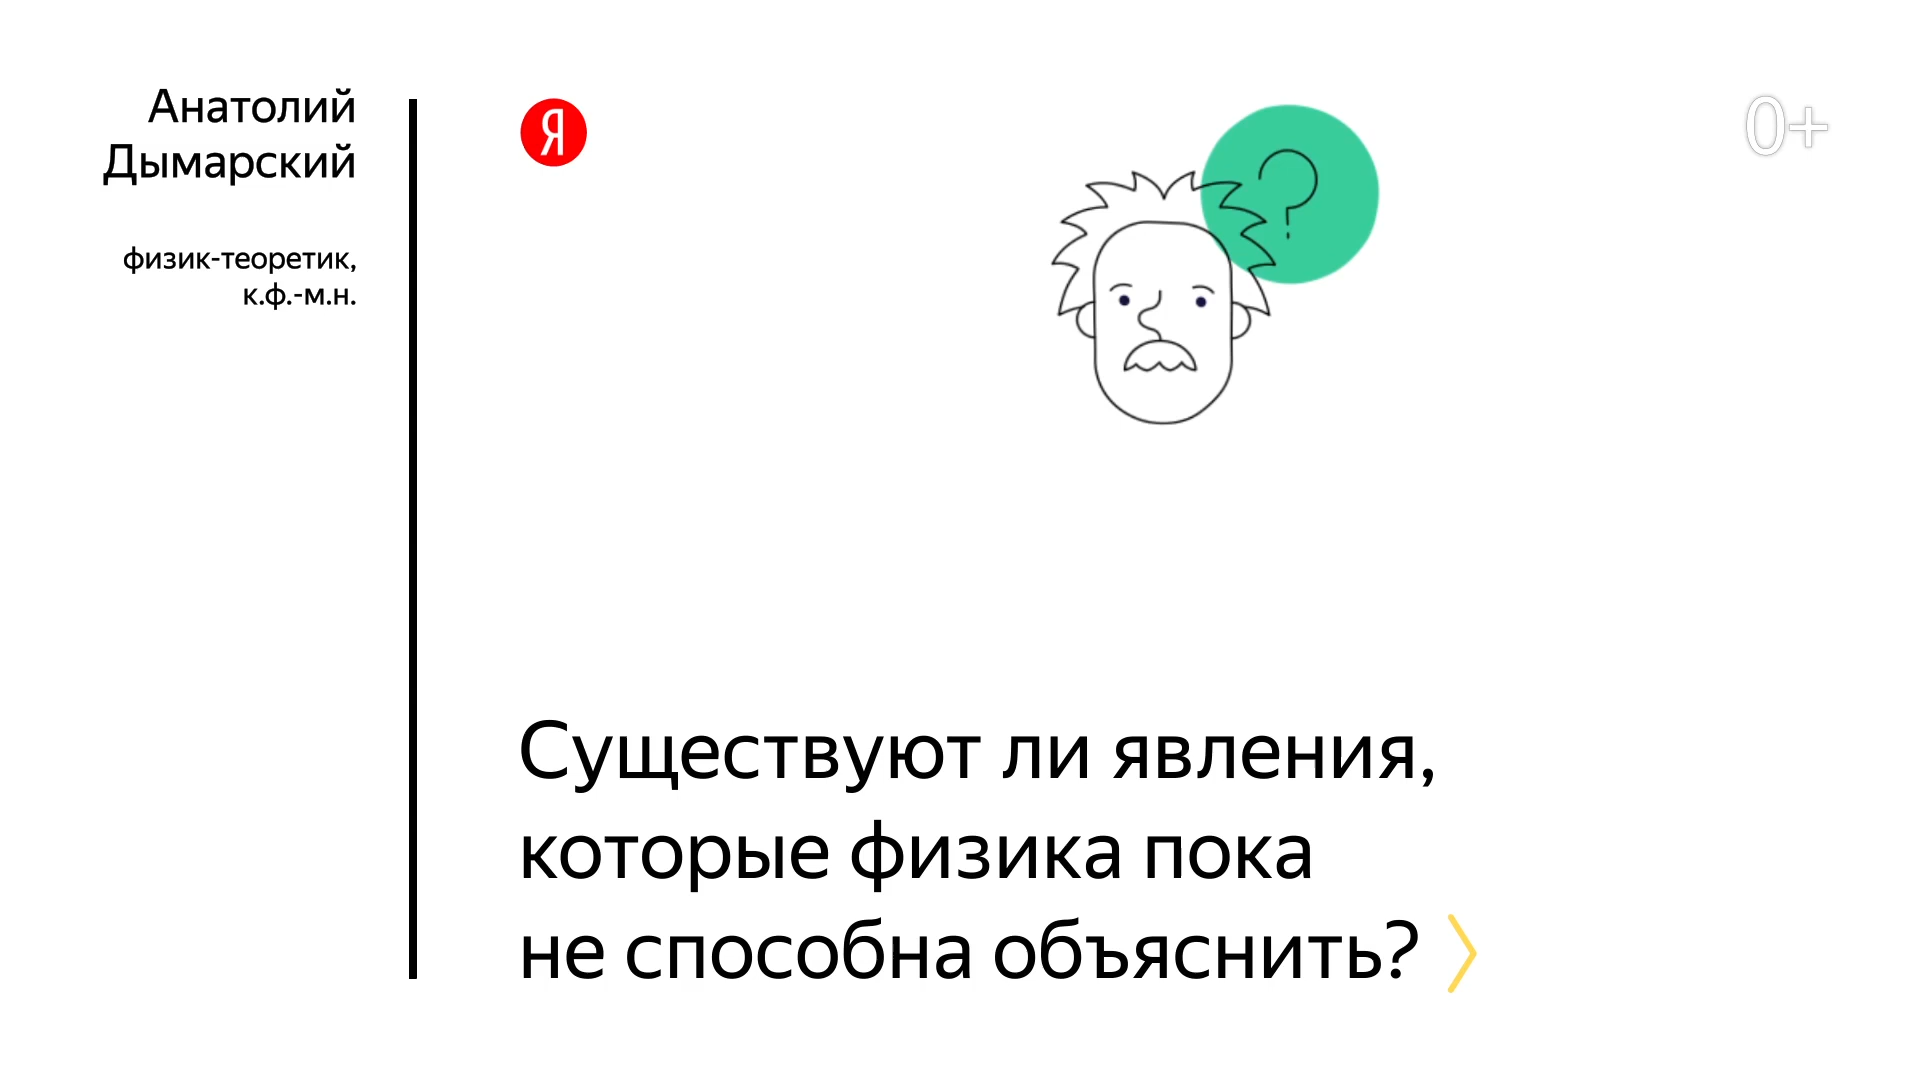 Анатолий
Дымарский
физик-теоретик,
к.ф.-м.н.
Я
?
0+
Существуют ли явления,
которые физика пока
не способна объяснить?